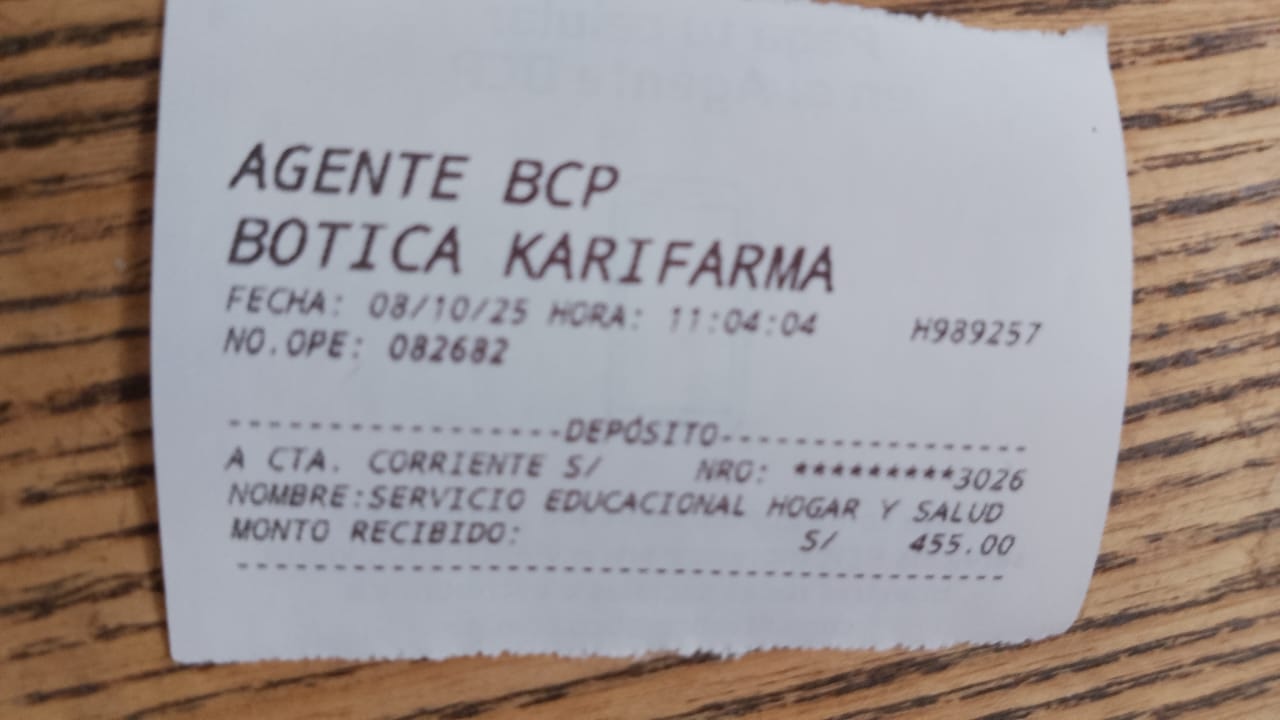 AGENTE BCP
BOTICA KARIFARMA
FECHA: 08/10/25 HORA: 11:04:04 H989257
NO.OPE: 082682
-----------------DEPÓSITO-----------------
A CTA. CORRIENTE S/ NRO: *********3026
NOMBRE:SERVICIO EDUCACIONAL HOGAR Y SALUD
MONTO RECIBIDO: S/ 455.00
------------------------------------------